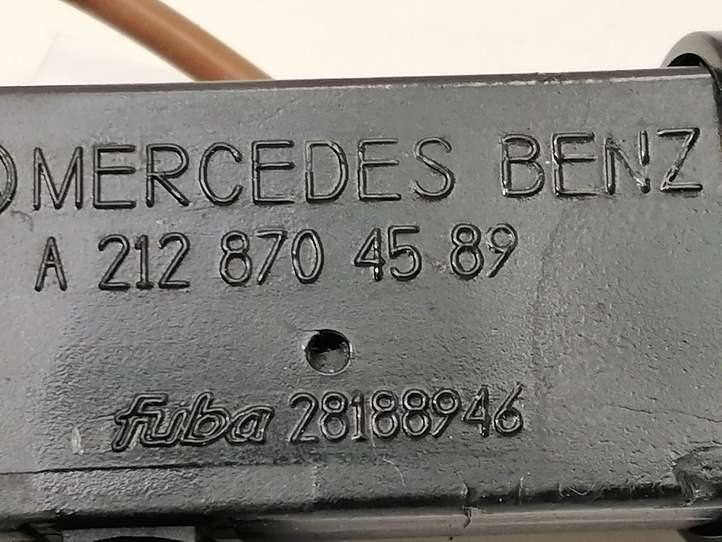 MERCEDES BENZ
A 212 870 45 89
fuba 28188946